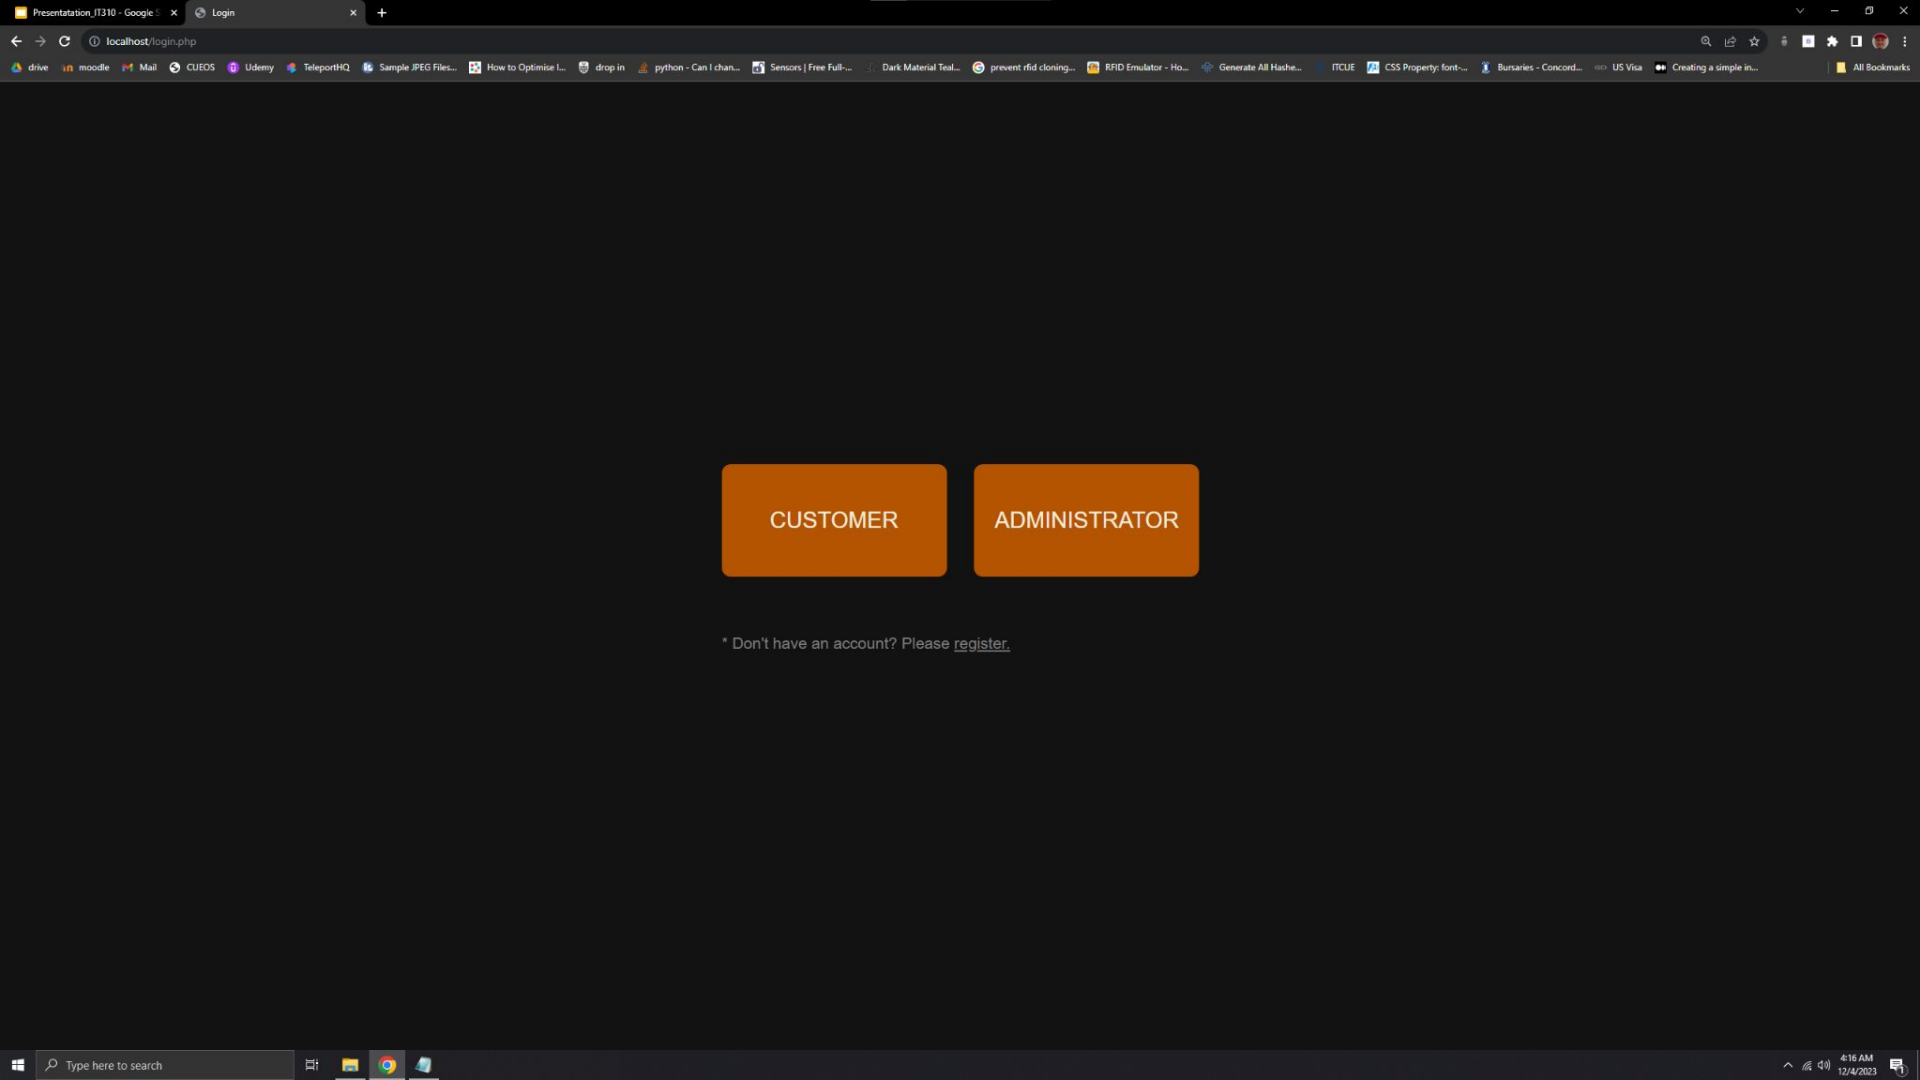 Presentatation_IT310 - Google S
Login
localhost/login.php
drive
moodle
Mail
CUEOS
Udemy
TeleportHQ
Sample JPEG Files...
How to Optimise I...
drop in
python - Can I chan...
Sensors | Free Full-...
Dark Material Teal...
prevent rfid cloning...
RFID Emulator - Ho...
Generate All Hashe...
ITCUE
CSS Property: font-...
Bursaries - Concord...
US Visa
Creating a simple in...
All Bookmarks
CUSTOMER
ADMINISTRATOR
* Don't have an account? Please register.
Type here to search
4:16 AM
12/4/2023
1